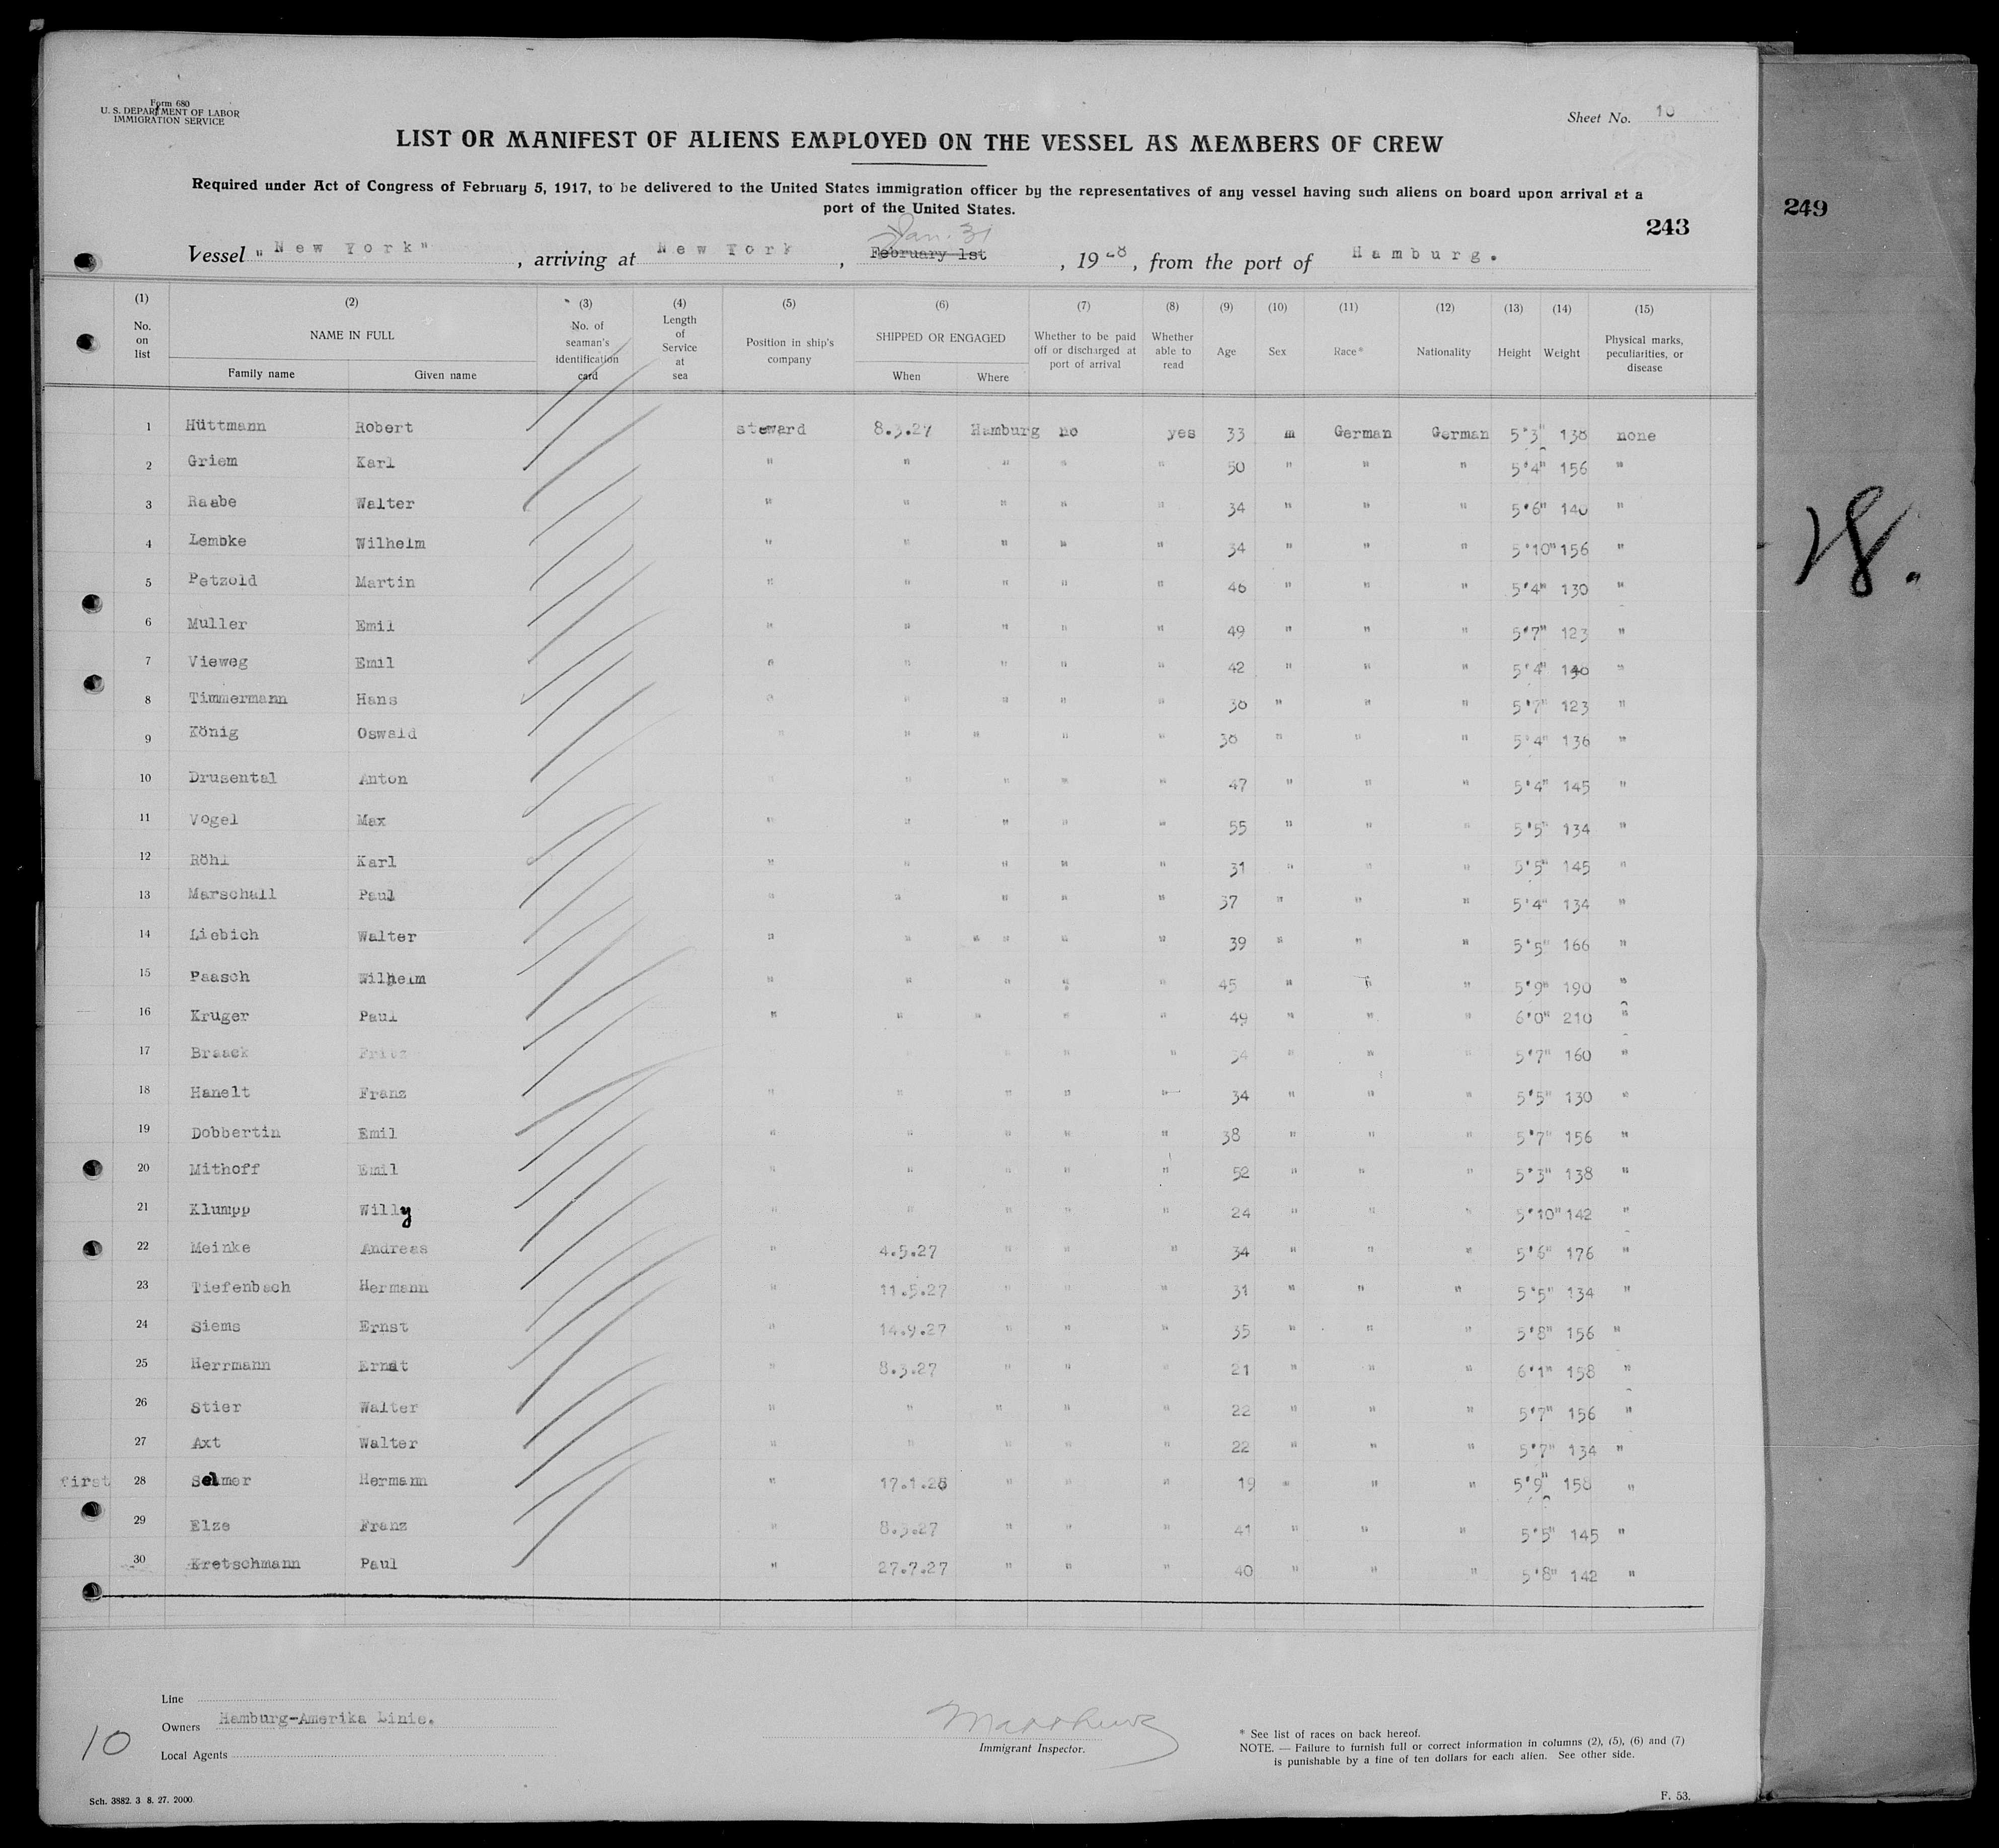 Form 680
U. S. DEPARTMENT OF LABOR
IMMIGRATION SERVICE
Sheet No. 10
LIST OR MANIFEST OF ALIENS EMPLOYED ON THE VESSEL AS MEMBERS OF CREW
Required under Act of Congress of February 5, 1917, to be delivered to the United States immigration officer by the representatives of any vessel having such aliens on board upon arrival at a
port of the United States.
243
249
Jan. 31
Vessel "New York", arriving at New York, February 1st, 1928, from the port of Hamburg.
(1) (2) (3) (4) (5) (6) (7) (8) (9) (10) (11) (12) (13) (14) (15)
No. on list NAME IN FULL Family name Given name No. of seaman's identification card Length of Service at sea Position in ship's company SHIPPED OR ENGAGED When Where Whether to be paid off or discharged at port of arrival Whether able to read Age Sex Race* Nationality Height Weight Physical marks, peculiarities, or disease
1 Hüttmann Robert steward 8.3.27 Hamburg no yes 33 m German German 5'3" 138 none
2 Griem Karl " " " " " 50 " " " 5'4" 156 "
3 Raabe Walter " " " " " 34 " " " 5'6" 140 "
4 Lembke Wilhelm " " " " " 34 " " " 5'10" 156 "
5 Petzold Martin " " " " " 46 " " " 5'4" 130 "
6 Muller Emil " " " " " 49 " " " 5'7" 123 "
7 Vieweg Emil " " " " " 42 " " " 5'4" "
8 Timmermann Hans " " " " " " " " 5'7" 123 "
9 König Oswald " " " " " " " " 5'4" 136 "
10 Drusental Anton " " " " " 47 " " " 5'4" 145 "
11 Vogel Max " " " " " 55 " " " 5'5" 134 "
12 Röhl Karl " " " " " 31 " " " 5'5" 145 "
13 Marschall Paul " " " " " 37 " " " 5'4" 134 "
14 Liebich Walter " " " " " " 39 " " " 5'5" 166 "
15 Paasch Wilhelm " " " " " 45 " " " 5'9" 190 "
16 Kruger Paul " " " " " 49 " " " 6'0" 210 "
17 Braack Fritz " " " 34 " " " 5'7" 160 "
18 Hanelt Franz " " " " " 34 " " " 5'5" 130 "
19 Dobbertin Emil " " " " " 38 " " " 5'7" 156 "
20 Mithoff Emil " " " " " 52 " " " 5'3" 138 "
21 Klumpp Willy " " " " " 24 " " " 5'10" 142 "
22 Meinke Andreas " 4.5.27 " " " 34 " " " 5'6" 176 "
23 Tiefenbach Hermann " 11.5.27 " " " 31 " " " 5'5" 134 "
24 Siems Ernst " 14.9.27 " " " 35 " " " 5'8" 156 "
25 Herrmann " 8.3.27 " " " 21 " " " 6'1" 158 "
26 Stier Walter " " " " " 22 " " " 5'7" 156 "
27 Axt Walter " " " " " 22 " " " 5'7" 134 "
first 28 Selmer Hermann " 17.1.28 " " " 19 " " " 5'9" 158 "
29 Elze Franz " 8.3.27 " " " 41 " " " 5'5" 145 "
30 Kretschmann Paul " 27.7.27 " " " 40 " " " 5'8" 142 "
Line
Owners Hamburg-Amerika Linie.
Local Agents
10
Immigrant Inspector.
* See list of races on back hereof.
NOTE. — Failure to furnish full or correct information in columns (2), (5), (6) and (7)
is punishable by a fine of ten dollars for each alien. See other side.
Sch. 3882. 3 8. 27. 2000.
F. 53.